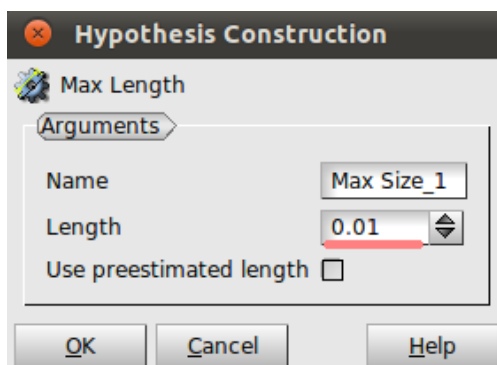 Hypothesis Construction
Max Length
Arguments
Name Max Size_1
Length 0.01
Use preestimated length
OK Cancel Help